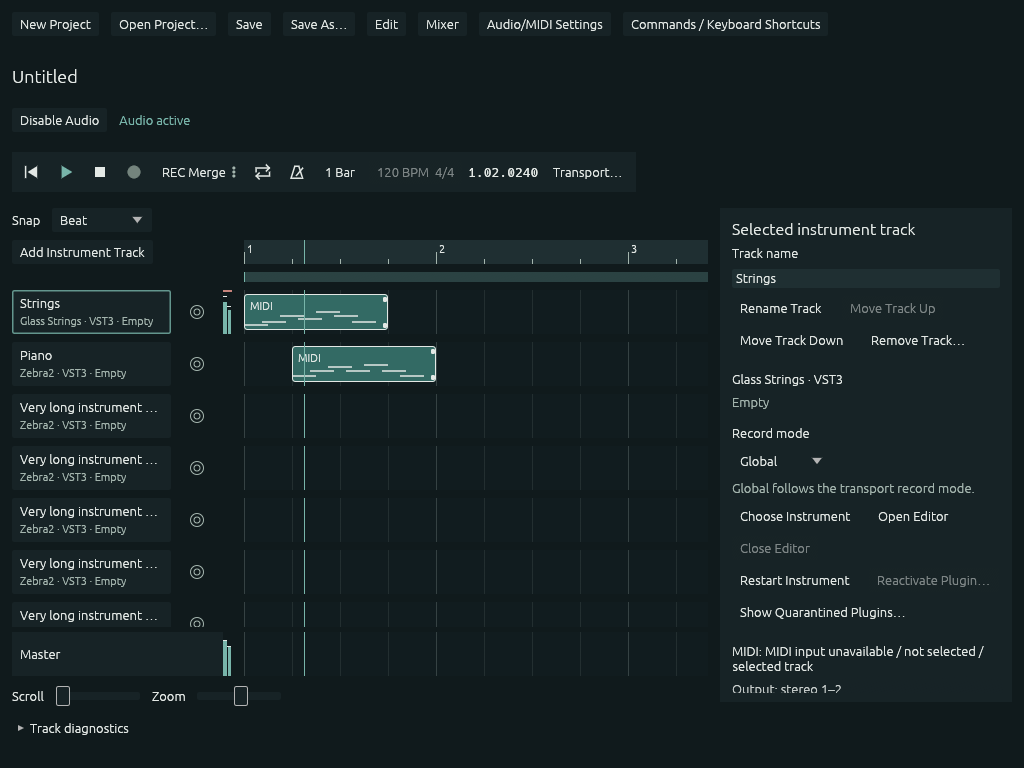 New Project Open Project… Save Save As… Edit Mixer Audio/MIDI Settings Commands / Keyboard Shortcuts
Untitled
Disable Audio Audio active
REC Merge 1 Bar 120 BPM 4/4 1.02.0240 Transport…
Snap Beat
Add Instrument Track
1 2 3
Strings
Glass Strings · VST3 · Empty
MIDI
Piano
Zebra2 · VST3 · Empty
MIDI
Very long instrument …
Zebra2 · VST3 · Empty
Very long instrument …
Zebra2 · VST3 · Empty
Very long instrument …
Zebra2 · VST3 · Empty
Very long instrument …
Zebra2 · VST3 · Empty
Very long instrument …
Master
Scroll Zoom
Track diagnostics
Selected instrument track
Track name
Strings
Rename Track Move Track Up
Move Track Down Remove Track…
Glass Strings · VST3
Empty
Record mode
Global
Global follows the transport record mode.
Choose Instrument Open Editor
Close Editor
Restart Instrument Reactivate Plugin…
Show Quarantined Plugins…
MIDI: MIDI input unavailable / not selected /
selected track
Output: stereo 1–2